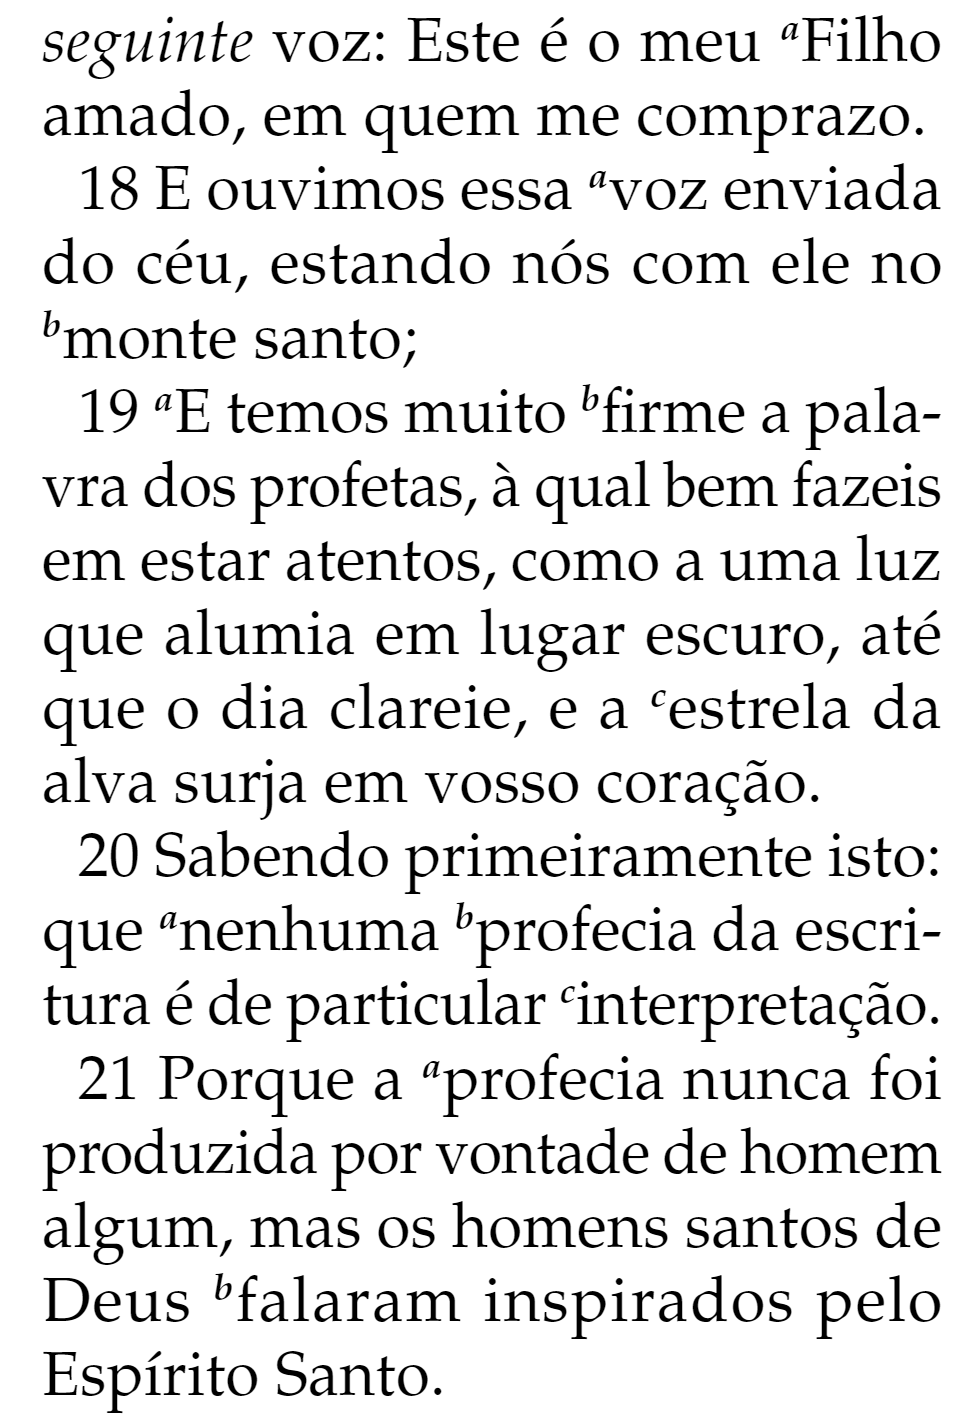 seguinte voz: Este é o meu ᵃFilho
amado, em quem me comprazo.
18 E ouvimos essa ᵃvoz enviada
do céu, estando nós com ele no
ᵇmonte santo;
19 ᵃE temos muito ᵇfirme a pala-
vra dos profetas, à qual bem fazeis
em estar atentos, como a uma luz
que alumia em lugar escuro, até
que o dia clareie, e a ᶜestrela da
alva surja em vosso coração.
20 Sabendo primeiramente isto:
que ᵃnenhuma ᵇprofecia da escri-
tura é de particular ᶜinterpretação.
21 Porque a ᵃprofecia nunca foi
produzida por vontade de homem
algum, mas os homens santos de
Deus ᵇfalaram inspirados pelo
Espírito Santo.